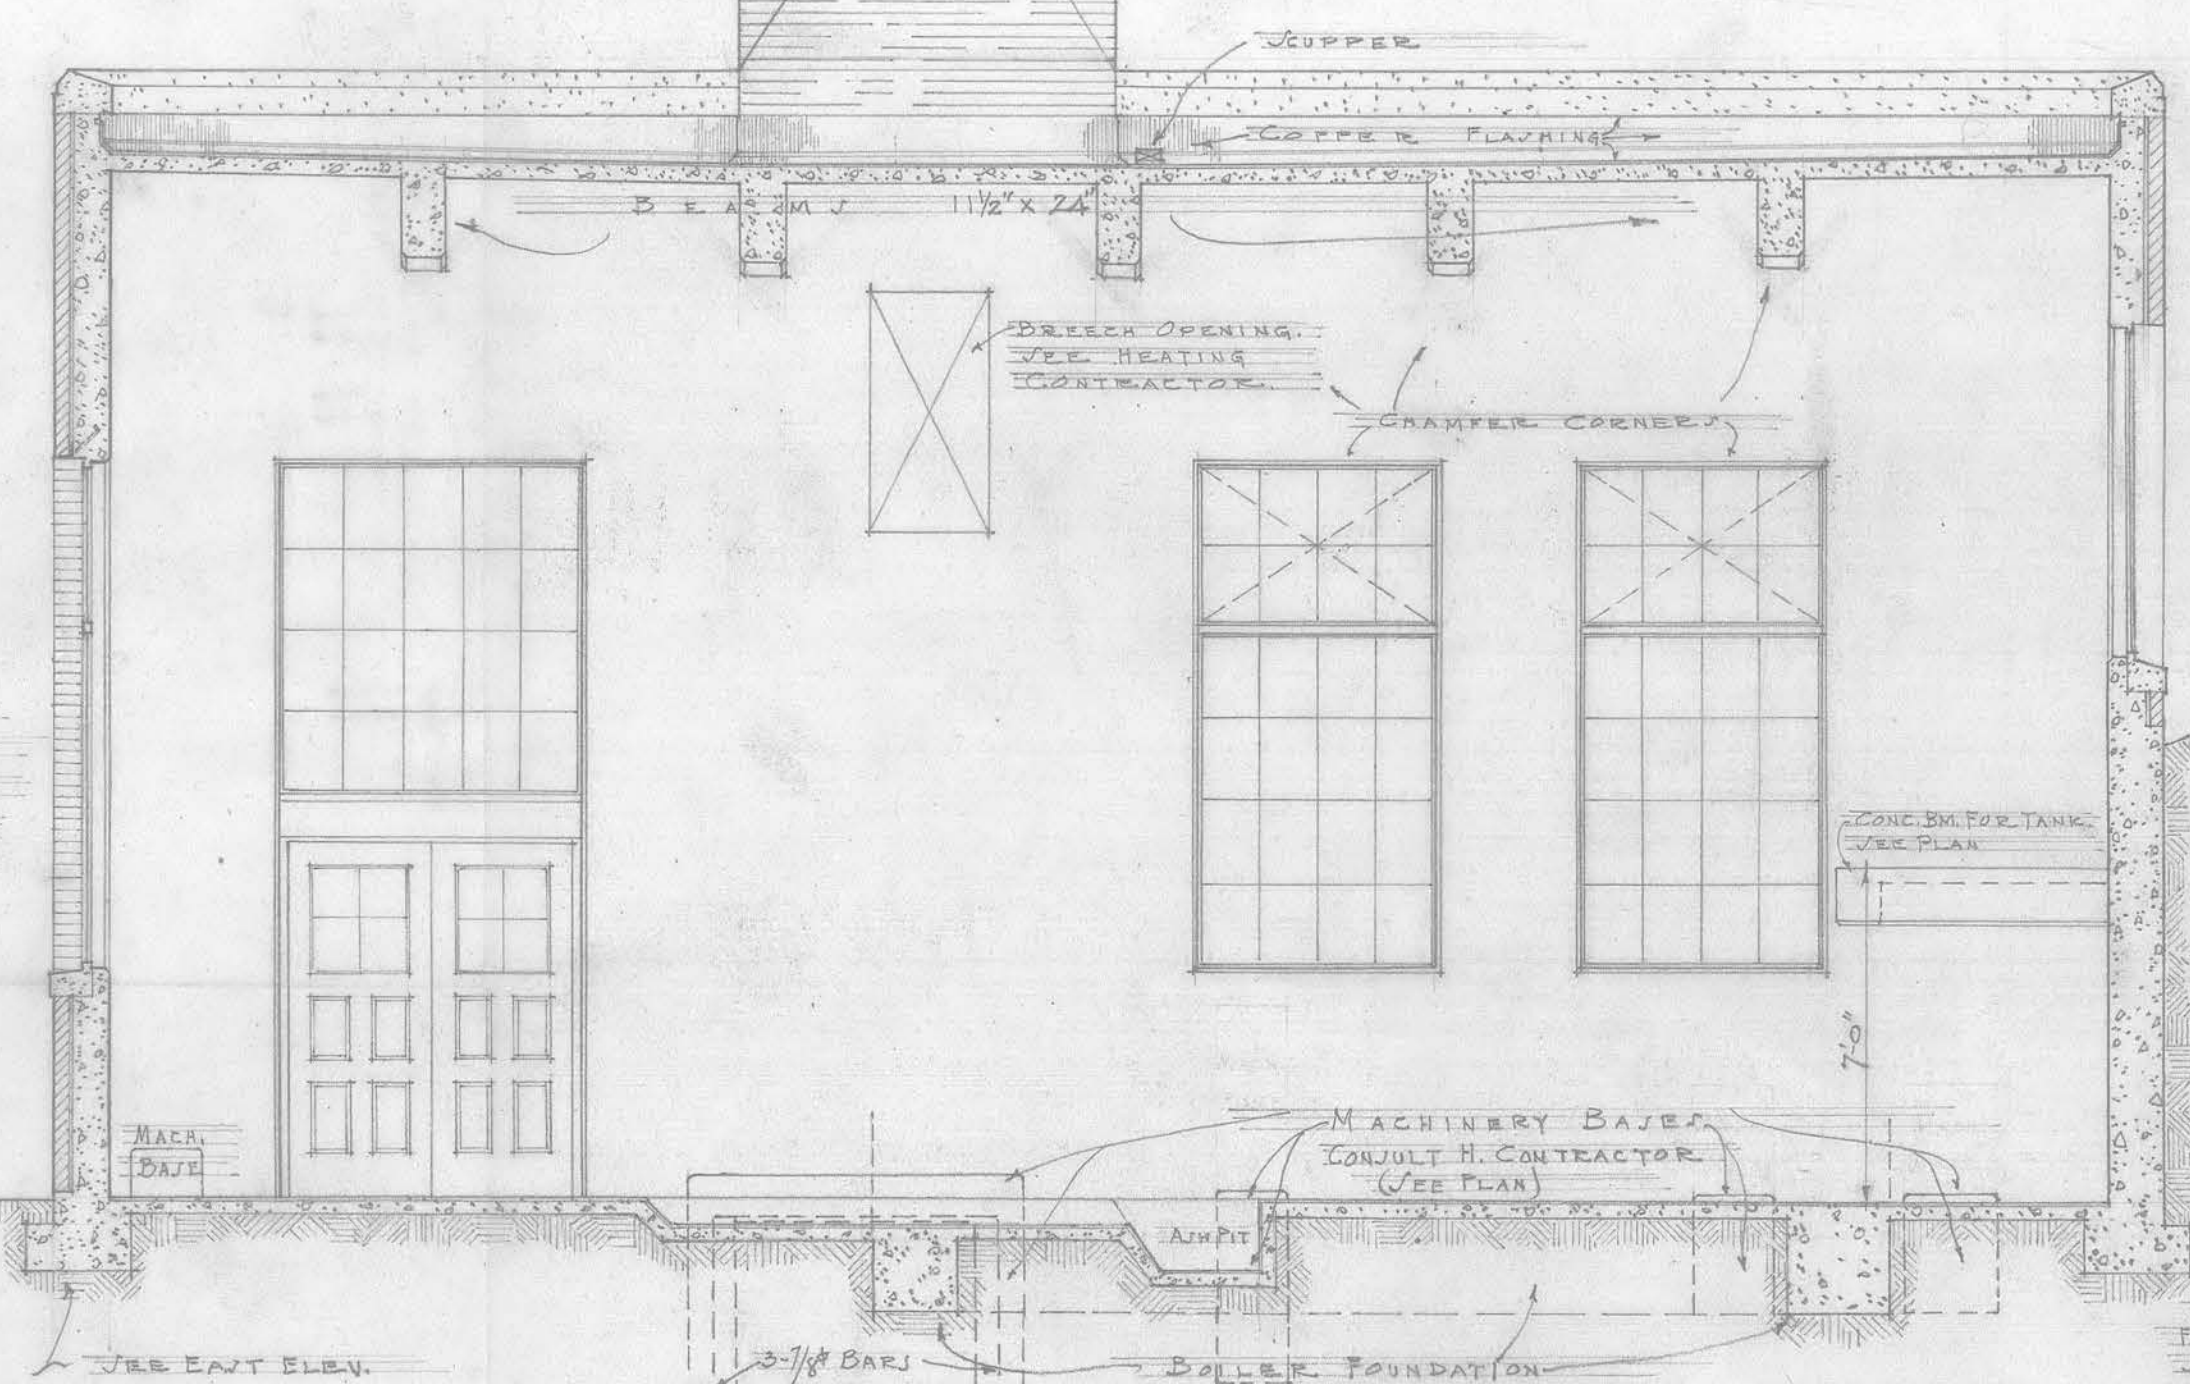 SCUPPER
COPPER FLASHING
BEAMS 11½" x 24"
BREECH OPENING.
SEE HEATING
CONTRACTOR.
CHAMFER CORNERS
CONC. BM. FOR TANK.
SEE PLAN
7'-0"
MACHINERY BASES
CONSULT H. CONTRACTOR
(SEE PLAN)
MACH.
BASE
ASH PIT
SEE EAST ELEV.
3-7/8"⌀ BARS
BOILER FOUNDATION